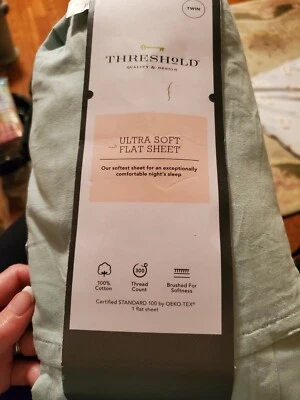 TWIN
THRESHOLD
QUALITY & DESIGN
ULTRA SOFT
FLAT SHEET
Our softest sheet for an exceptionally
comfortable night's sleep
100%
Cotton
300
Thread
Count
Brushed For
Softness
Certified STANDARD 100 by OEKO-TEX®
1 flat sheet